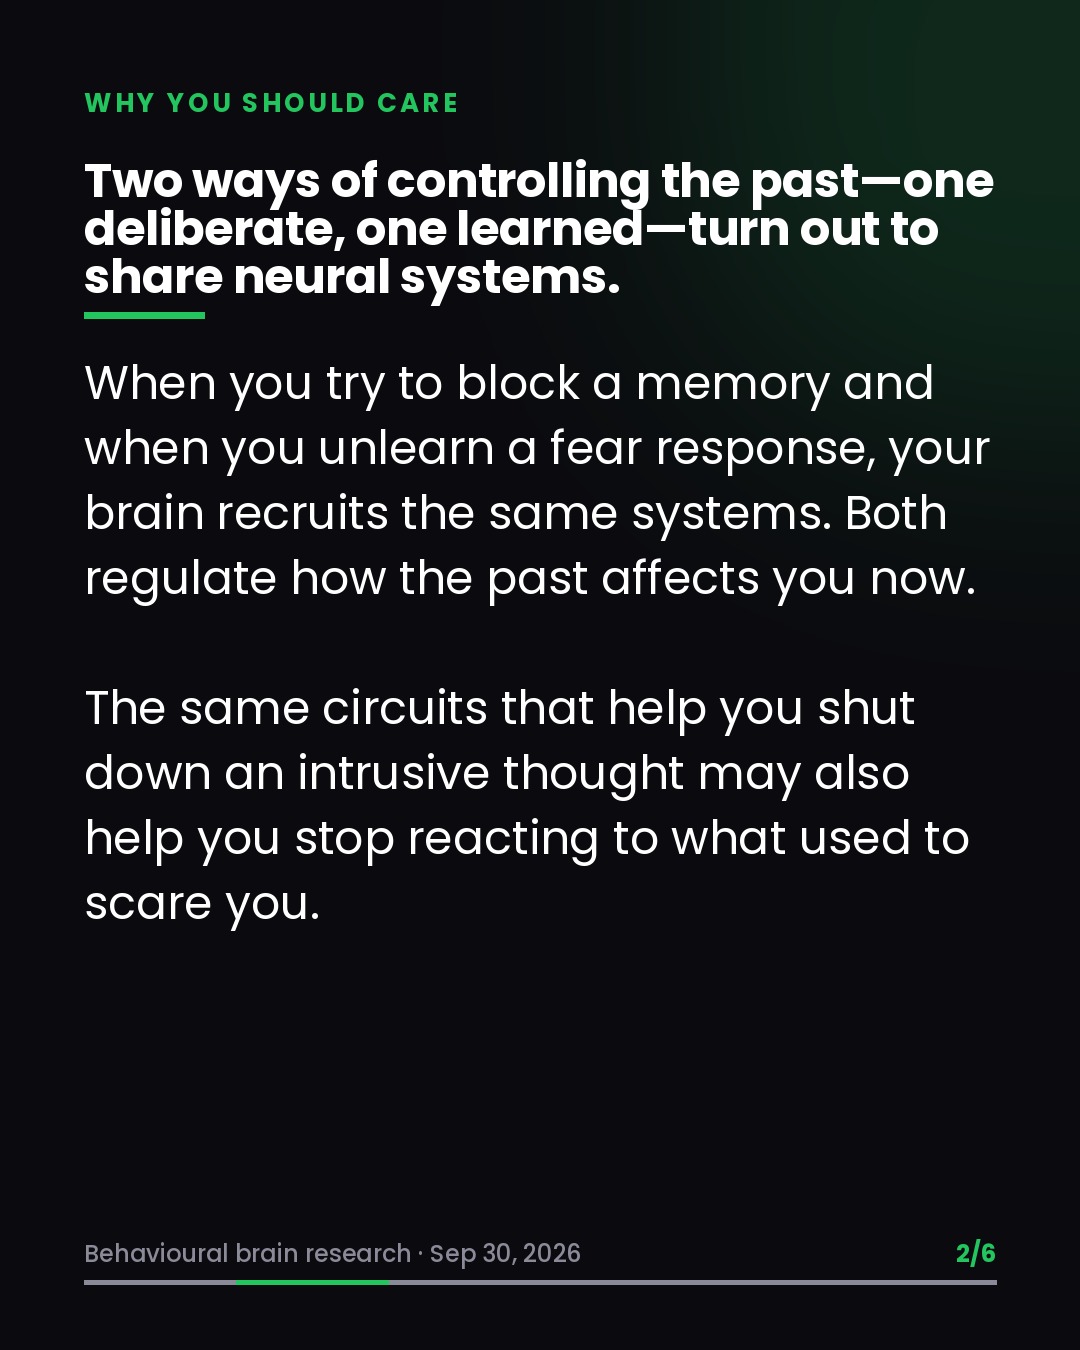 WHY YOU SHOULD CARE
Two ways of controlling the past—one
deliberate, one learned—turn out to
share neural systems.
When you try to block a memory and
when you unlearn a fear response, your
brain recruits the same systems. Both
regulate how the past affects you now.
The same circuits that help you shut
down an intrusive thought may also
help you stop reacting to what used to
scare you.
Behavioural brain research · Sep 30, 2026
2/6